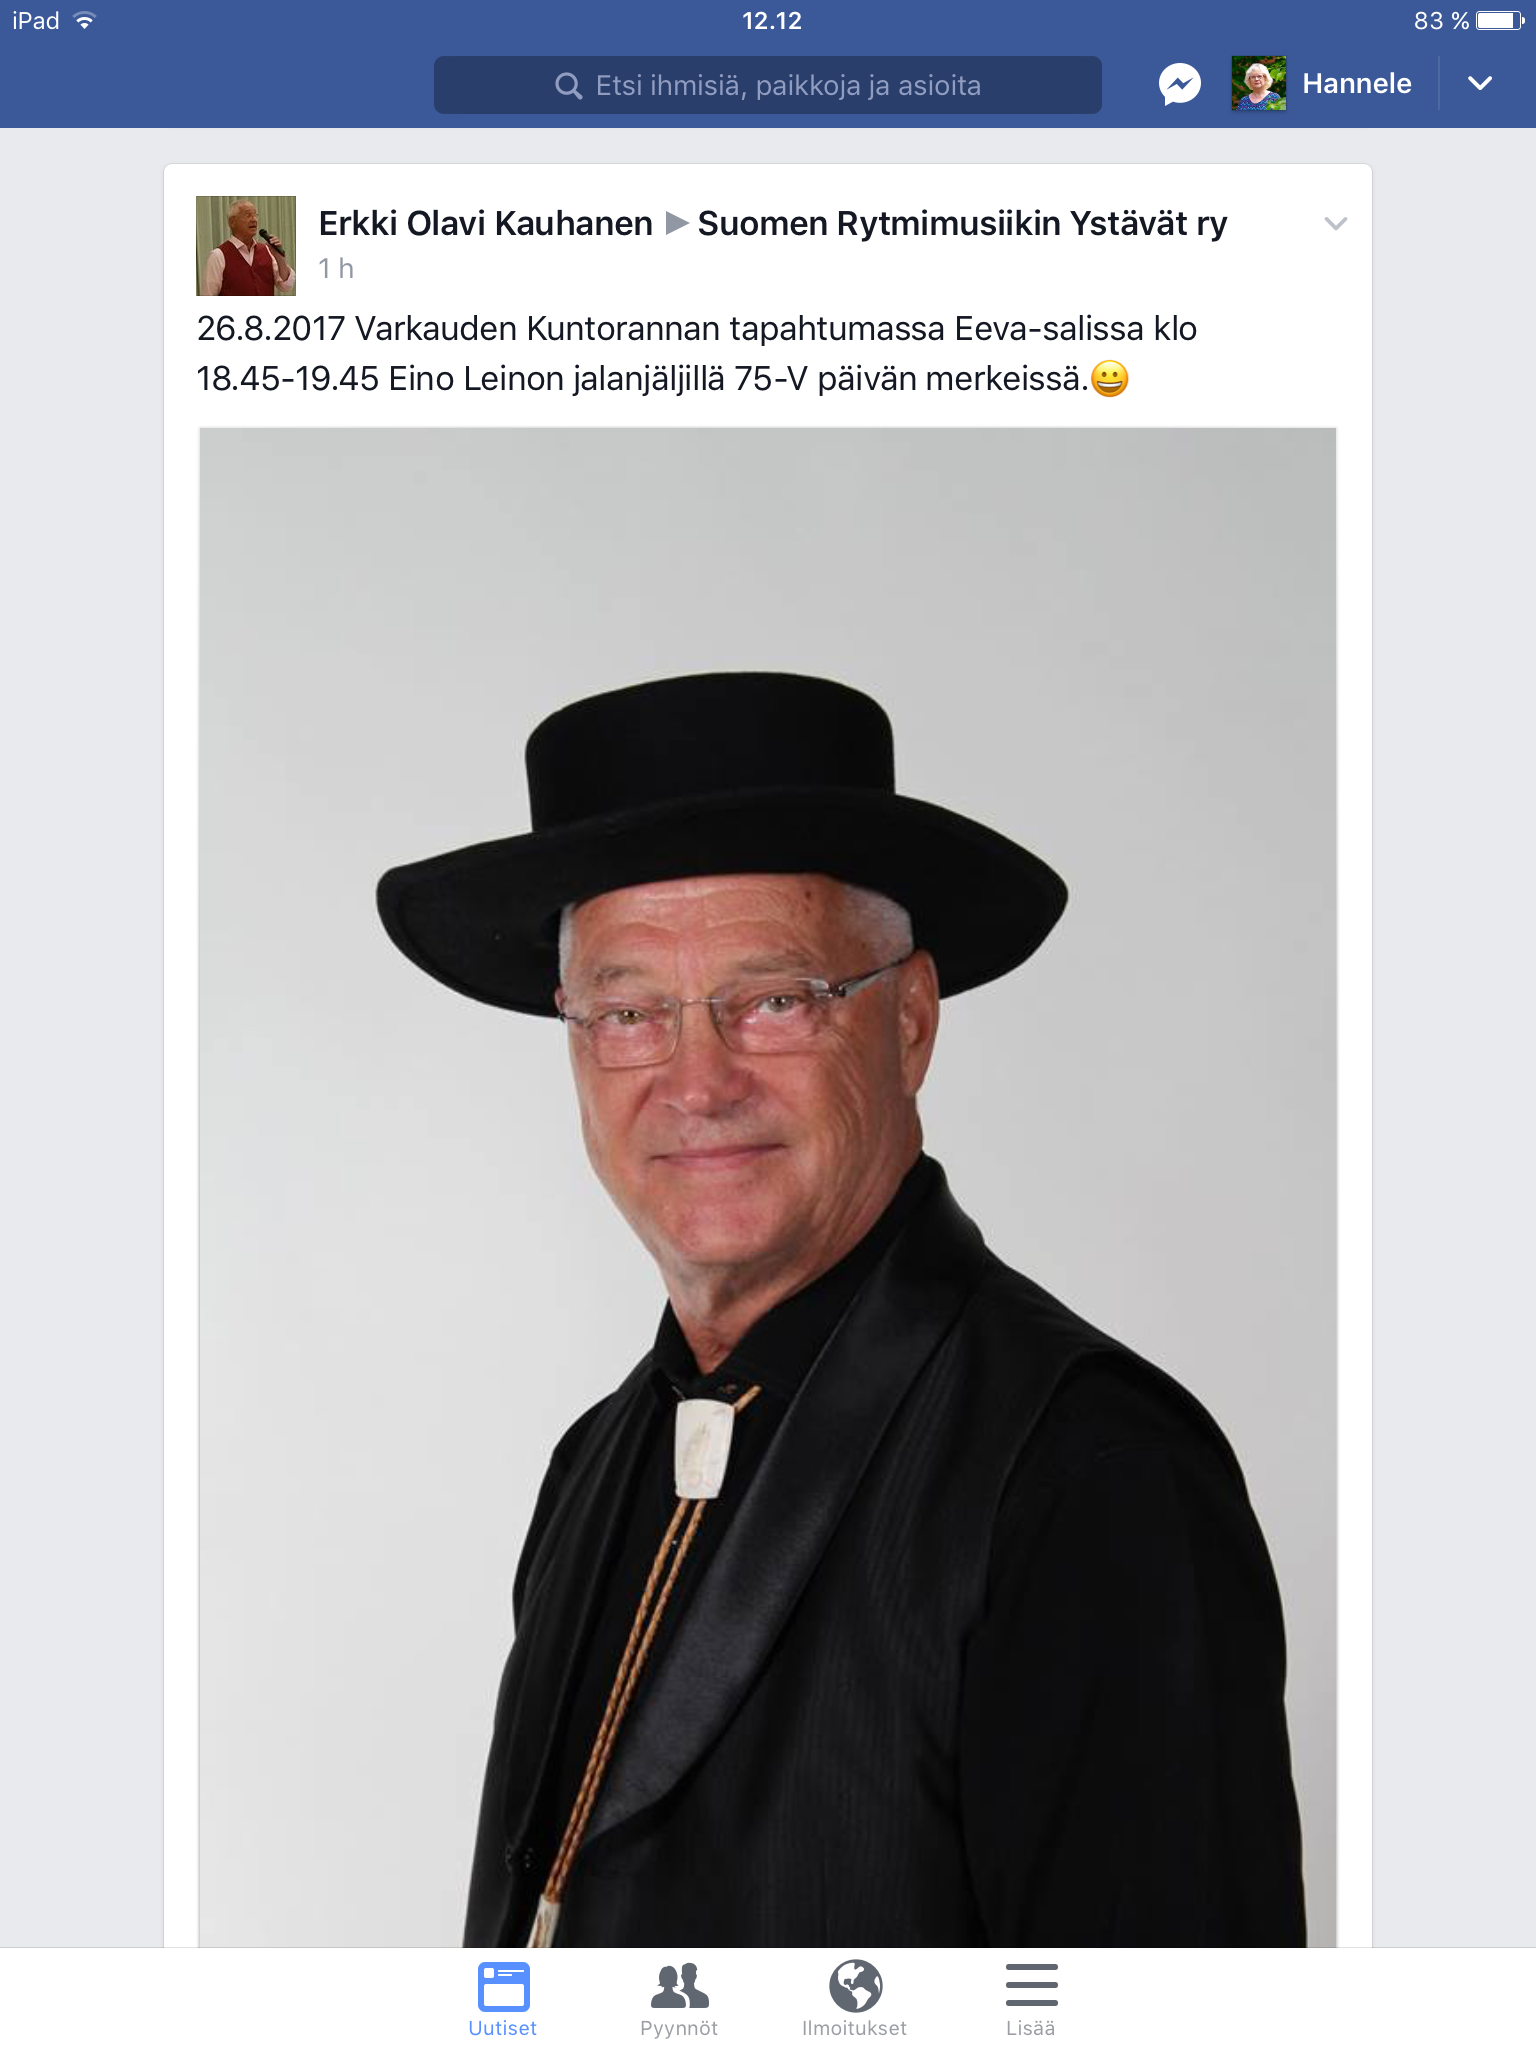 iPad 12.12 83 %
Etsi ihmisiä, paikkoja ja asioita Hannele
Erkki Olavi Kauhanen ▶ Suomen Rytmimusiikin Ystävät ry
1 h
26.8.2017 Varkauden Kuntorannan tapahtumassa Eeva-salissa klo
18.45-19.45 Eino Leinon jalanjäljillä 75-V päivän merkeissä.😀
Uutiset Pyynnöt Ilmoitukset Lisää